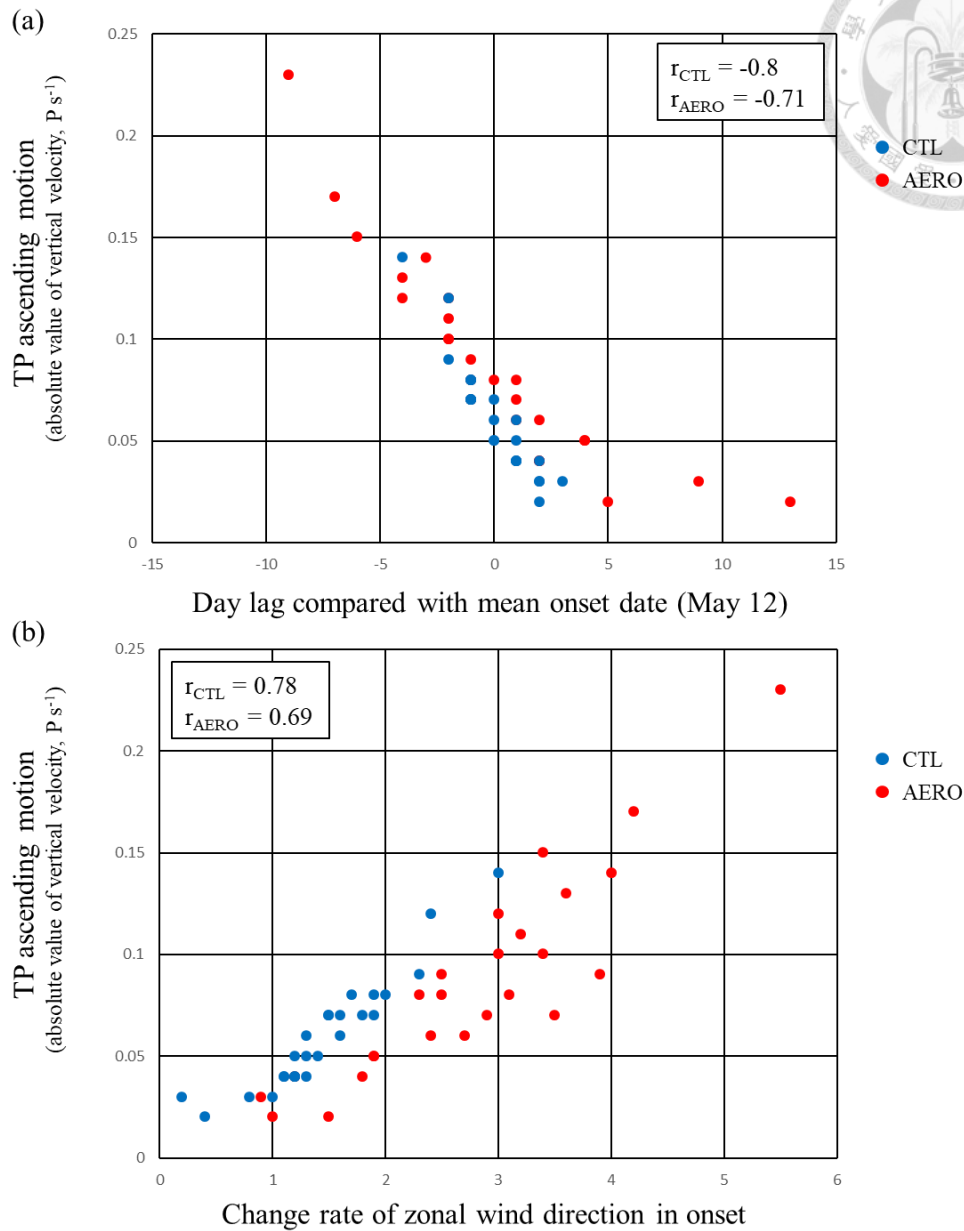 (a)
TP ascending motion
(absolute value of vertical velocity, P s⁻¹)
0.25
0.2
0.15
0.1
0.05
0
-15
-10
-5
0
5
10
15
r_CTL = -0.8
r_AERO = -0.71
CTL
AERO
Day lag compared with mean onset date (May 12)
(b)
TP ascending motion
(absolute value of vertical velocity, P s⁻¹)
0.25
0.2
0.15
0.1
0.05
0
0
1
2
3
4
5
6
r_CTL = 0.78
r_AERO = 0.69
CTL
AERO
Change rate of zonal wind direction in onset